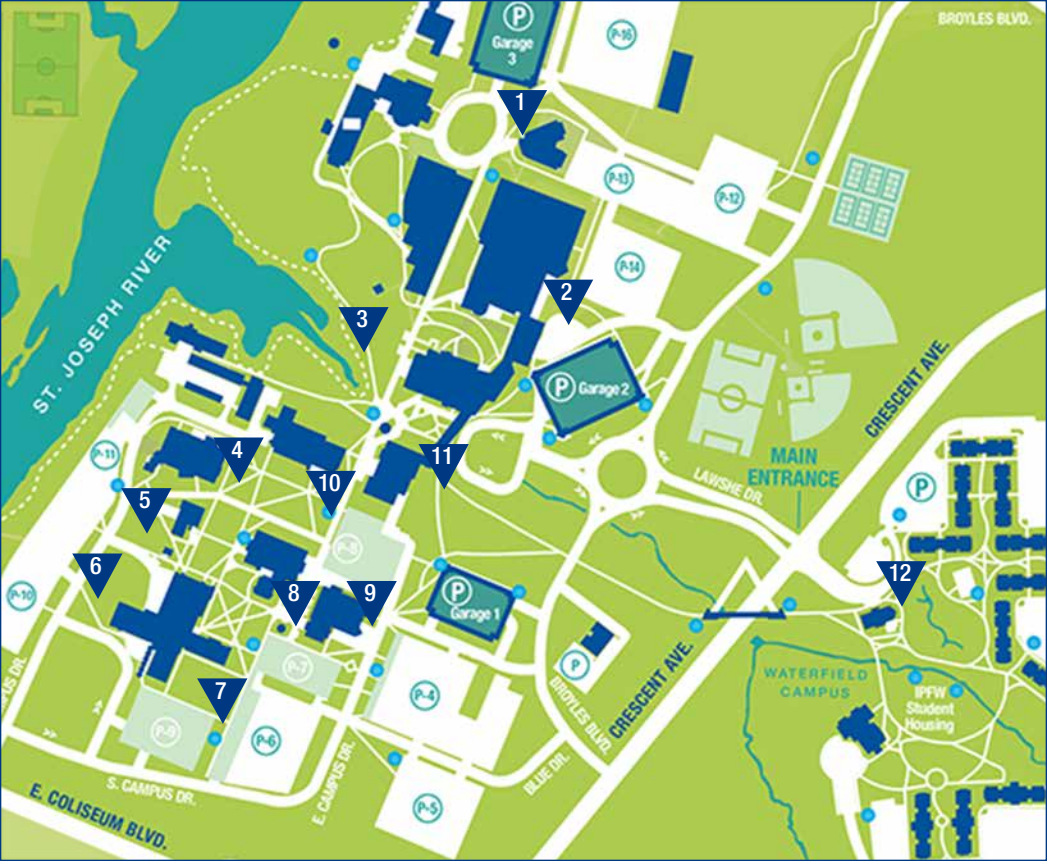 BROYLES BLVD.
P
Garage
3
P-16
1
P-13
P-12
P-14
2
3
ST. JOSEPH RIVER
P
Garage 2
CRESCENT AVE.
MAIN
ENTRANCE
LAWSHE DR.
P
P-11
4
11
10
5
P-8
6
P-10
8
9
P
Garage 1
12
P
WATERFIELD
CAMPUS
IPFW
Student
Housing
P-7
P-4
7
P-9
P-6
BROYLES BLVD.
CRESCENT AVE.
BLUE DR.
S. CAMPUS DR.
E. CAMPUS DR.
P-5
E. COLISEUM BLVD.